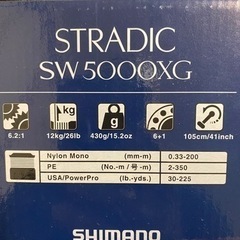 STRADIC
SW 5000XG
kg g
6.2:1 12kg/26lb 430g/15.2oz 6+1 105cm/41inch
Nylon Mono (mm-m) 0.33-200
PE (No.-m / 号-m) 2-350
USA/PowerPro (lb.-yds.) 30-225
SHIMANO